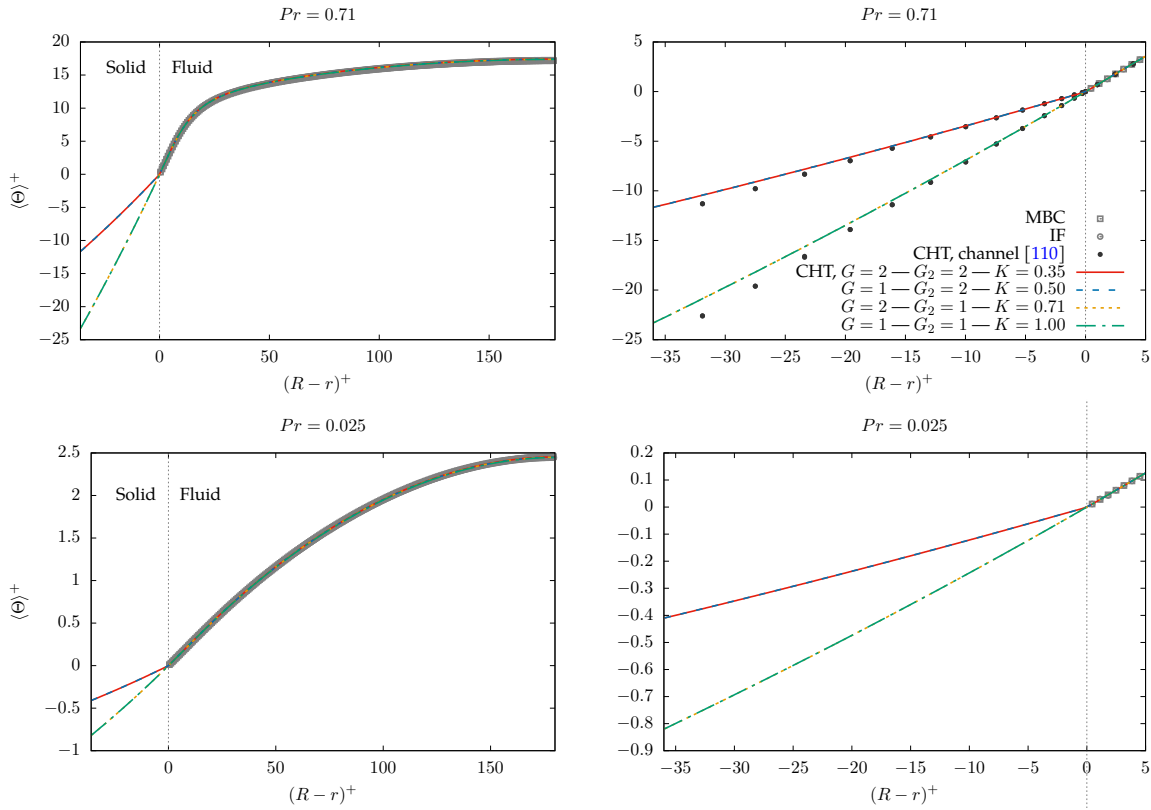 Pr = 0.71
20
15
10
5
0
−5
−10
−15
−20
−25
⟨Θ⟩⁺
Solid
Fluid
0 50 100 150
(R − r)⁺
Pr = 0.71
5
0
−5
−10
−15
−20
−25
MBC
IF
CHT, channel [110]
CHT, G = 2 — G₂ = 2 — K = 0.35
G = 1 — G₂ = 2 — K = 0.50
G = 2 — G₂ = 1 — K = 0.71
G = 1 — G₂ = 1 — K = 1.00
−35 −30 −25 −20 −15 −10 −5 0 5
(R − r)⁺
Pr = 0.025
2.5
2
1.5
1
0.5
0
−0.5
−1
⟨Θ⟩⁺
Solid
Fluid
0 50 100 150
(R − r)⁺
Pr = 0.025
0.2
0.1
0
−0.1
−0.2
−0.3
−0.4
−0.5
−0.6
−0.7
−0.8
−0.9
−35 −30 −25 −20 −15 −10 −5 0 5
(R − r)⁺